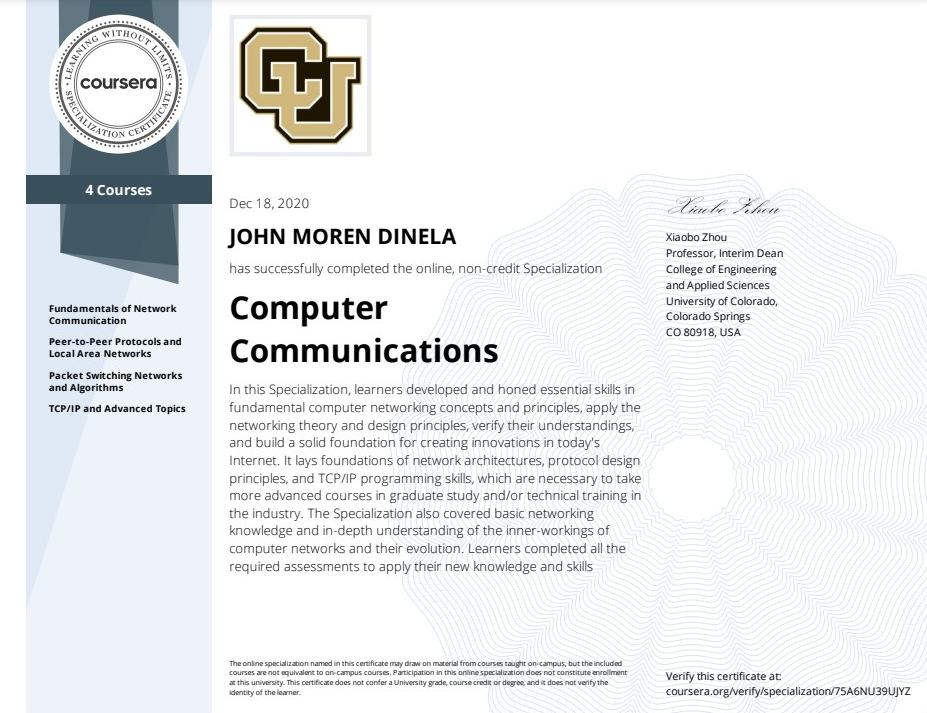 LEARNING WITHOUT LIMITS
coursera
SPECIALIZATION CERTIFICATE
CU
4 Courses
Fundamentals of Network
Communication
Peer-to-Peer Protocols and
Local Area Networks
Packet Switching Networks
and Algorithms
TCP/IP and Advanced Topics
Dec 18, 2020
JOHN MOREN DINELA
has successfully completed the online, non-credit Specialization
Computer
Communications
In this Specialization, learners developed and honed essential skills in
fundamental computer networking concepts and principles, apply the
networking theory and design principles, verify their understandings,
and build a solid foundation for creating innovations in today's
Internet. It lays foundations of network architectures, protocol design
principles, and TCP/IP programming skills, which are necessary to take
more advanced courses in graduate study and/or technical training in
the industry. The Specialization also covered basic networking
knowledge and in-depth understanding of the inner-workings of
computer networks and their evolution. Learners completed all the
required assessments to apply their new knowledge and skills
Xiaobo Zhou
Xiaobo Zhou
Professor, Interim Dean
College of Engineering
and Applied Sciences
University of Colorado,
Colorado Springs
CO 80918, USA
The online specialization named in this certificate may draw on material from courses taught on-campus, but the included
courses are not equivalent to on-campus courses. Participation in this online specialization does not constitute enrollment
at this university. This certificate does not confer a University grade, course credit or degree, and it does not verify the
identity of the learner.
Verify this certificate at:
coursera.org/verify/specialization/75A6NU39UJYZ